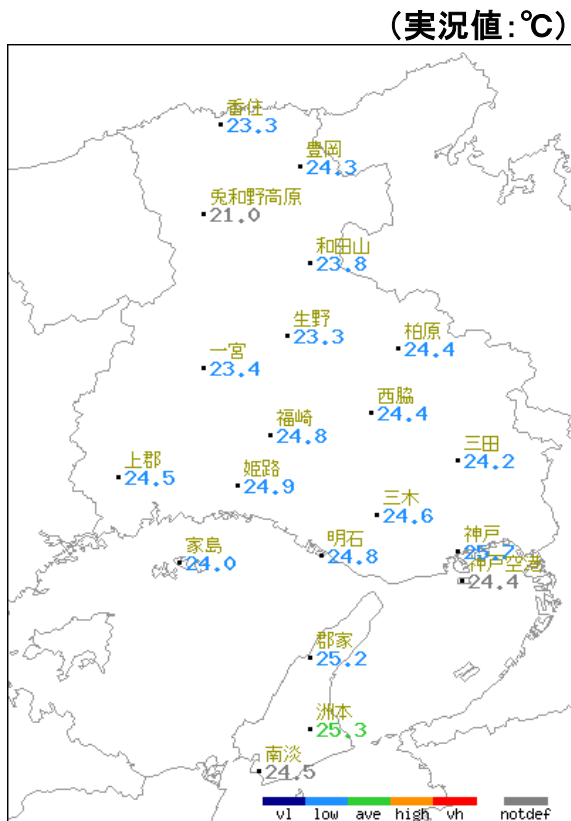 (実況値:℃)
香住
23.3
豊岡
24.3
兎和野高原
21.0
和田山
23.8
生野
23.3
柏原
24.4
一宮
23.4
西脇
24.4
福崎
24.8
三田
24.2
上郡
24.5
姫路
24.9
三木
24.6
神戸
25.7
家島
24.0
明石
24.8
神戸空港
24.4
郡家
25.2
洲本
25.3
南淡
24.5
vl low ave high vh notdef